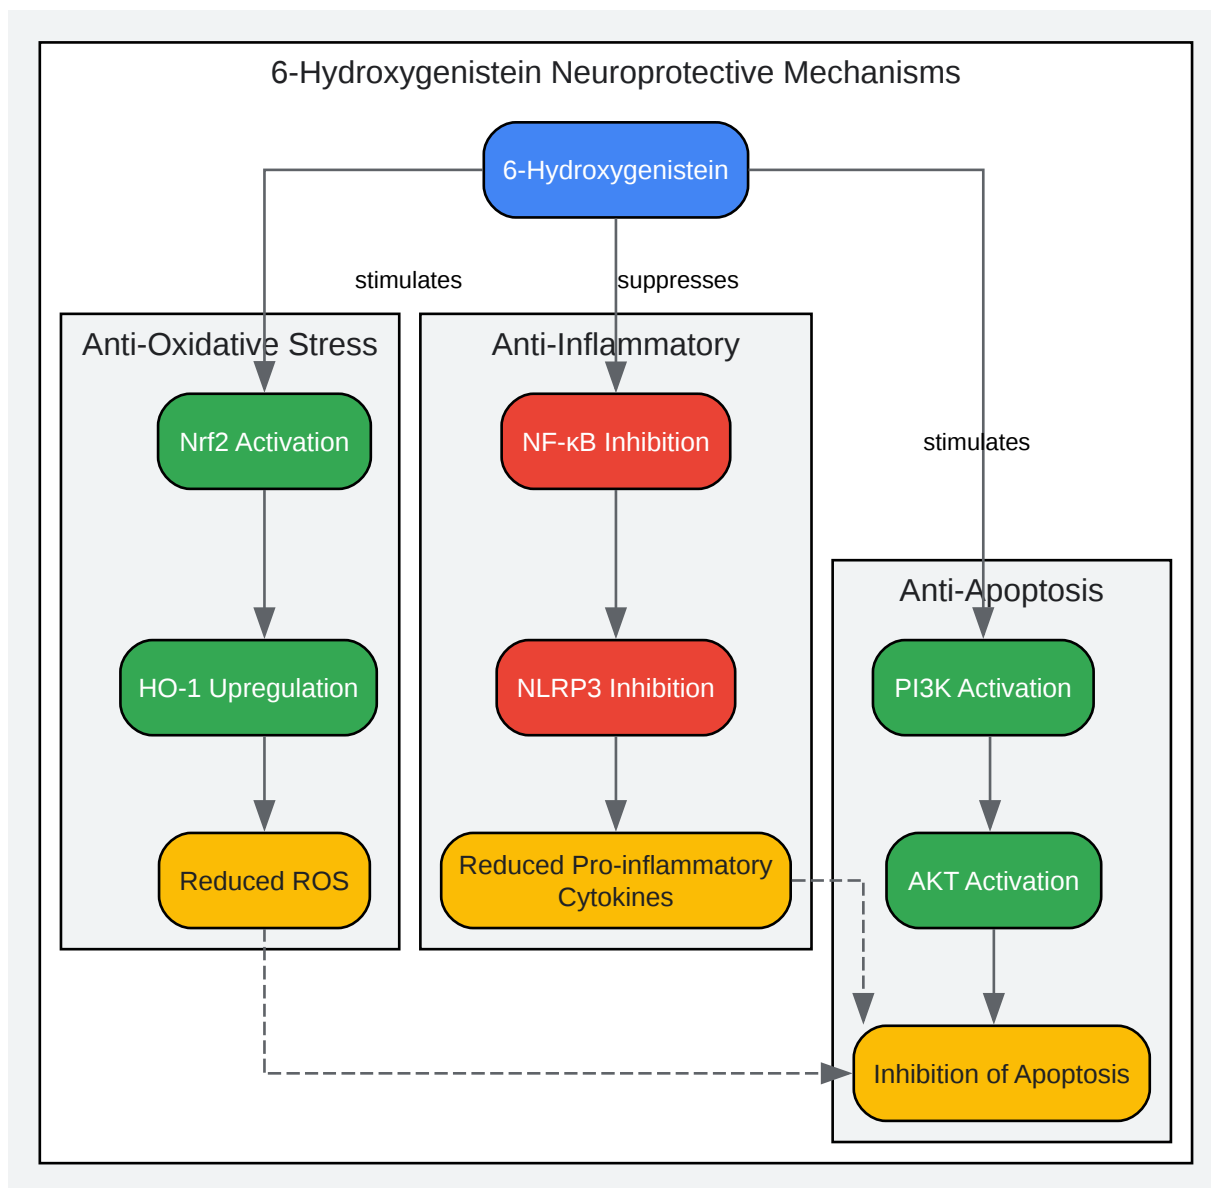 6-Hydroxygenistein Neuroprotective Mechanisms
6-Hydroxygenistein
stimulates
suppresses
Anti-Oxidative Stress
Anti-Inflammatory
Nrf2 Activation
NF-κB Inhibition
stimulates
Anti-Apoptosis
HO-1 Upregulation
NLRP3 Inhibition
PI3K Activation
Reduced ROS
Reduced Pro-inflammatory
Cytokines
AKT Activation
Inhibition of Apoptosis